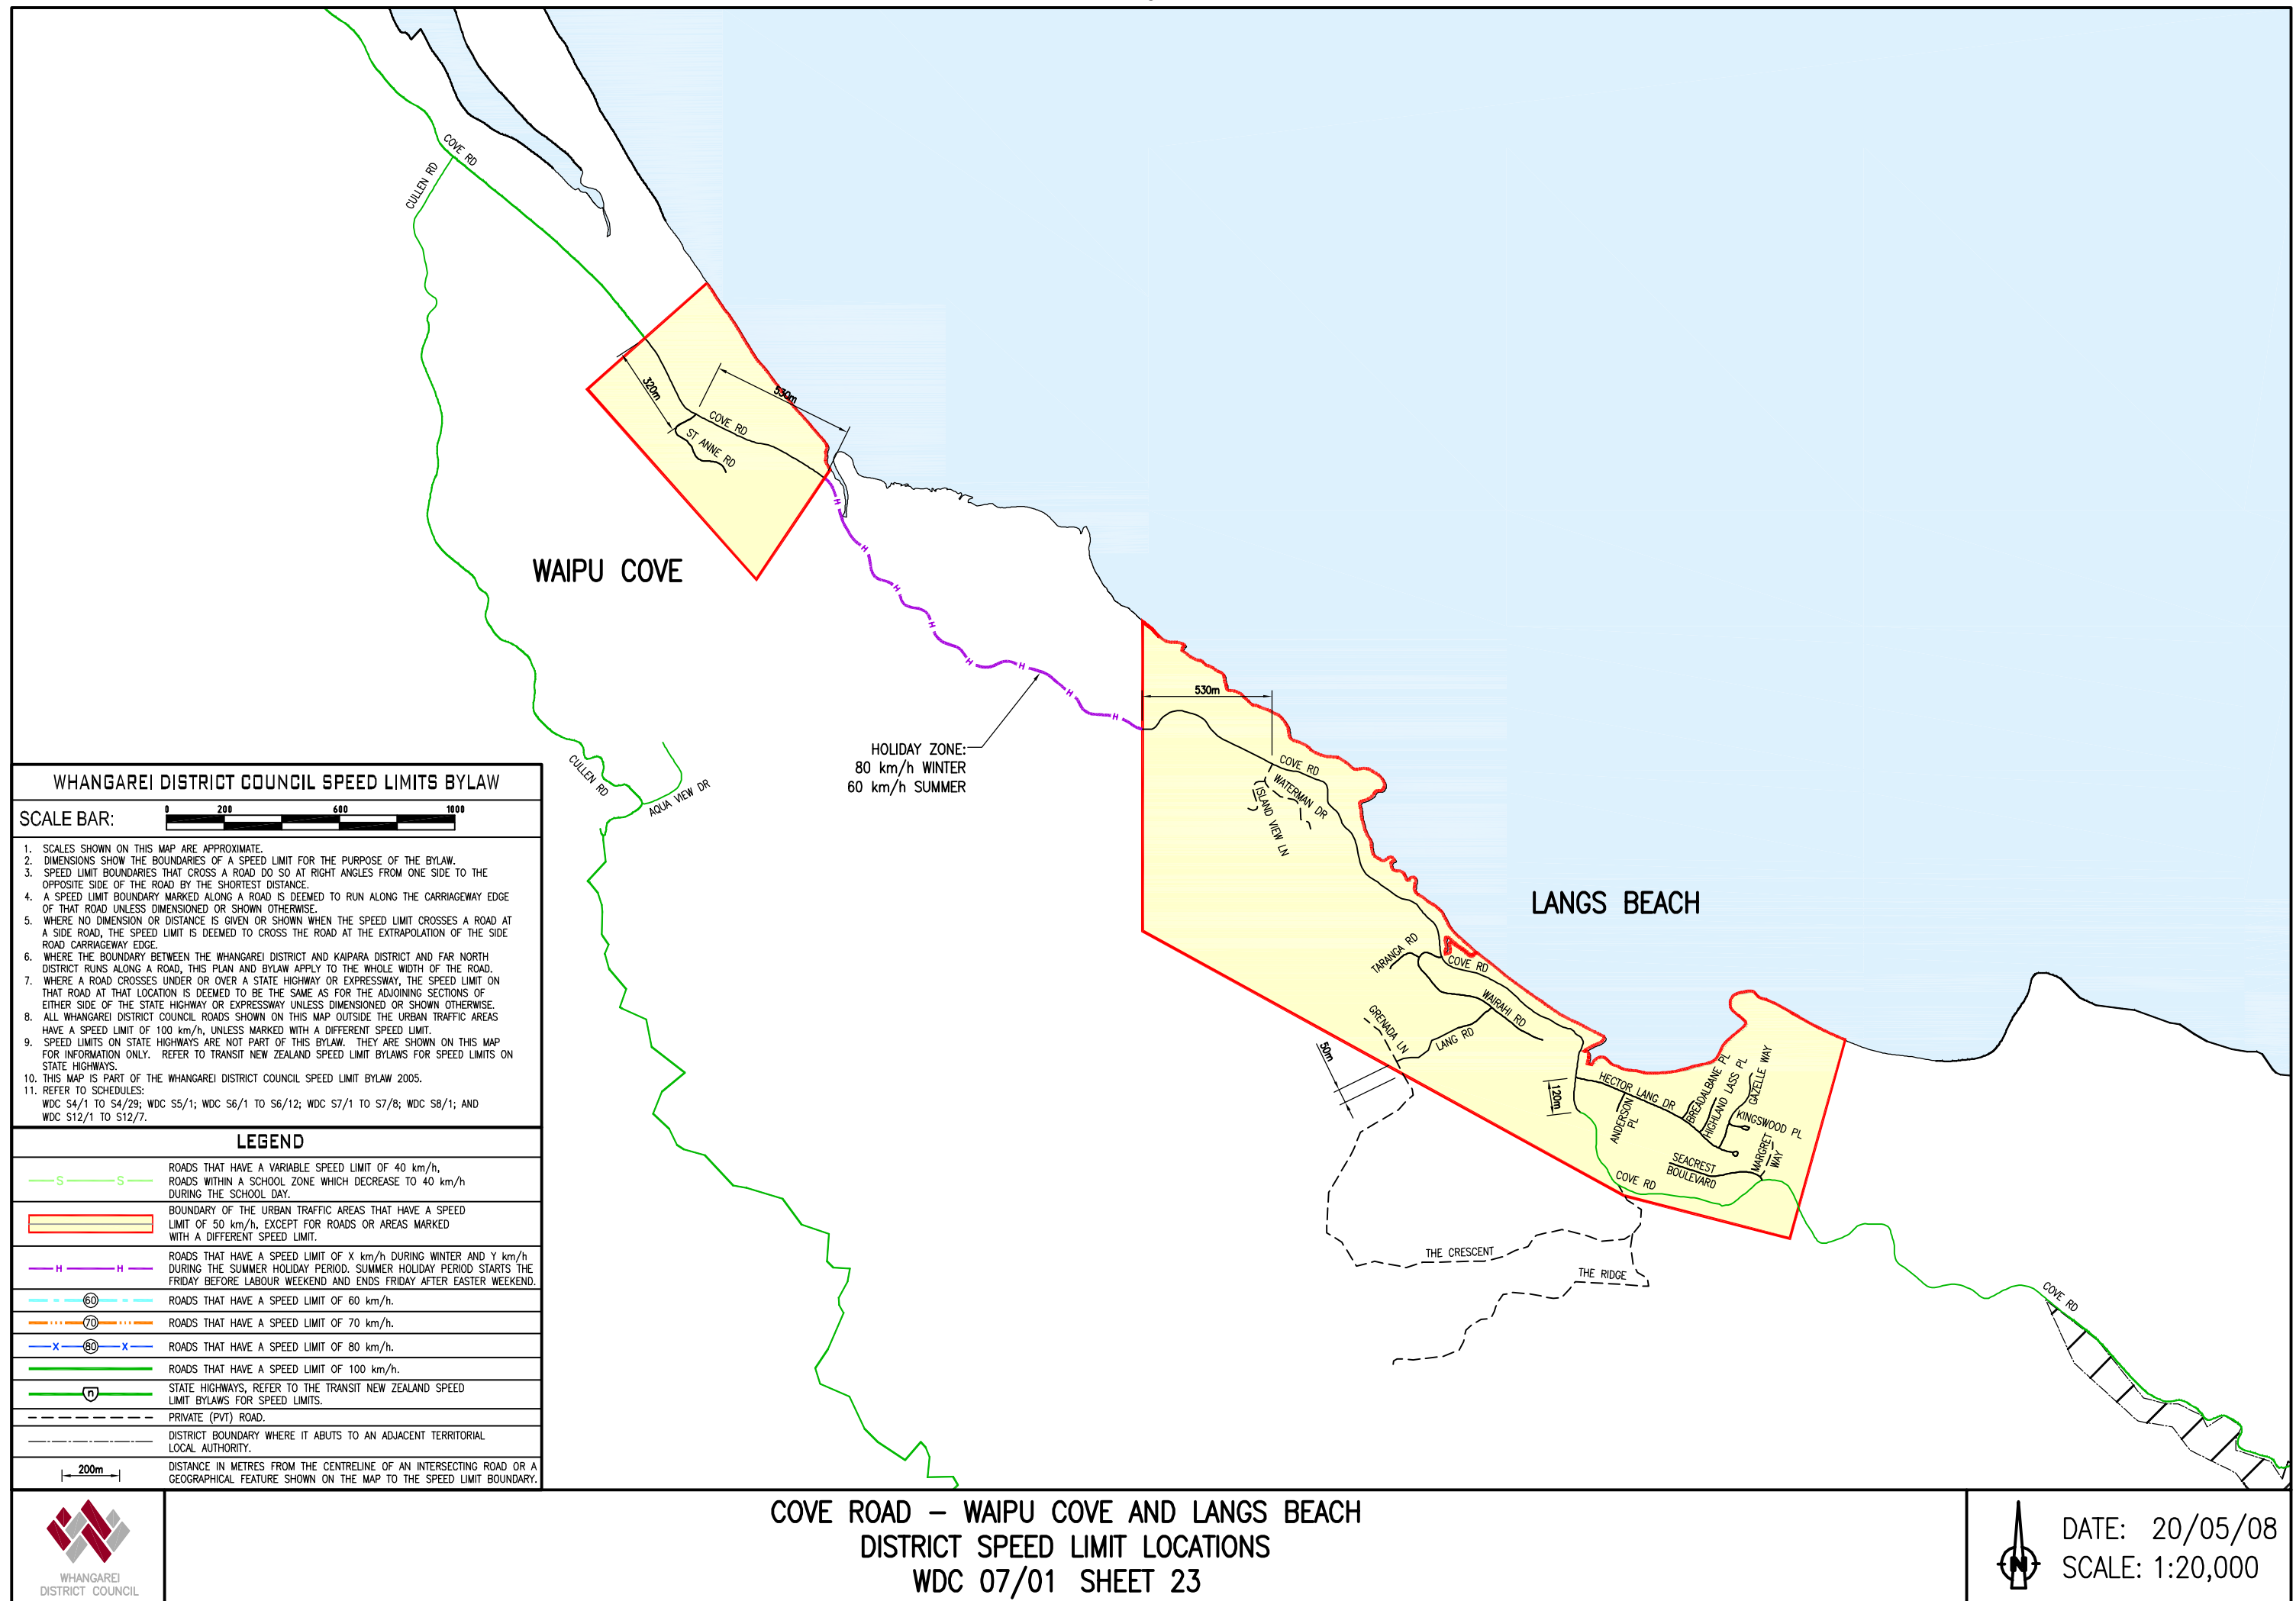 COVE RD
CULLEN RD
320m
530m
COVE RD
ST ANNE RD
H
H
H
H
H
H
H
H
WAIPU COVE
530m
HOLIDAY ZONE:
80 km/h WINTER
60 km/h SUMMER
CULLEN RD
AQUA VIEW DR
COVE RD
WATERMAN DR
ISLAND VIEW LN
LANGS BEACH
TARANGA RD
COVE RD
WAIRAHI RD
GRENADA LN
LANG RD
50m
120m
HECTOR LANG DR
ANDERSON
PL
BREADALBANE PL
HIGHLAND LASS PL
GAZELLE WAY
KINGSWOOD PL
MARGRET
WAY
SEACREST
BOULEVARD
COVE RD
THE CRESCENT
THE RIDGE
COVE RD
WHANGAREI DISTRICT COUNCIL SPEED LIMITS BYLAW
SCALE BAR:
0 200 600 1000
1. SCALES SHOWN ON THIS MAP ARE APPROXIMATE.
2. DIMENSIONS SHOW THE BOUNDARIES OF A SPEED LIMIT FOR THE PURPOSE OF THE BYLAW.
3. SPEED LIMIT BOUNDARIES THAT CROSS A ROAD DO SO AT RIGHT ANGLES FROM ONE SIDE TO THE
OPPOSITE SIDE OF THE ROAD BY THE SHORTEST DISTANCE.
4. A SPEED LIMIT BOUNDARY MARKED ALONG A ROAD IS DEEMED TO RUN ALONG THE CARRIAGEWAY EDGE
OF THAT ROAD UNLESS DIMENSIONED OR SHOWN OTHERWISE.
5. WHERE NO DIMENSION OR DISTANCE IS GIVEN OR SHOWN WHEN THE SPEED LIMIT CROSSES A ROAD AT
A SIDE ROAD, THE SPEED LIMIT IS DEEMED TO CROSS THE ROAD AT THE EXTRAPOLATION OF THE SIDE
ROAD CARRIAGEWAY EDGE.
6. WHERE THE BOUNDARY BETWEEN THE WHANGAREI DISTRICT AND KAIPARA DISTRICT AND FAR NORTH
DISTRICT RUNS ALONG A ROAD, THIS PLAN AND BYLAW APPLY TO THE WHOLE WIDTH OF THE ROAD.
7. WHERE A ROAD CROSSES UNDER OR OVER A STATE HIGHWAY OR EXPRESSWAY, THE SPEED LIMIT ON
THAT ROAD AT THAT LOCATION IS DEEMED TO BE THE SAME AS FOR THE ADJOINING SECTIONS OF
EITHER SIDE OF THE STATE HIGHWAY OR EXPRESSWAY UNLESS DIMENSIONED OR SHOWN OTHERWISE.
8. ALL WHANGAREI DISTRICT COUNCIL ROADS SHOWN ON THIS MAP OUTSIDE THE URBAN TRAFFIC AREAS
HAVE A SPEED LIMIT OF 100 km/h, UNLESS MARKED WITH A DIFFERENT SPEED LIMIT.
9. SPEED LIMITS ON STATE HIGHWAYS ARE NOT PART OF THIS BYLAW. THEY ARE SHOWN ON THIS MAP
FOR INFORMATION ONLY. REFER TO TRANSIT NEW ZEALAND SPEED LIMIT BYLAWS FOR SPEED LIMITS ON
STATE HIGHWAYS.
10. THIS MAP IS PART OF THE WHANGAREI DISTRICT COUNCIL SPEED LIMIT BYLAW 2005.
11. REFER TO SCHEDULES:
WDC S4/1 TO S4/29; WDC S5/1; WDC S6/1 TO S6/12; WDC S7/1 TO S7/8; WDC S8/1; AND
WDC S12/1 TO S12/7.
LEGEND
S S
ROADS THAT HAVE A VARIABLE SPEED LIMIT OF 40 km/h,
ROADS WITHIN A SCHOOL ZONE WHICH DECREASE TO 40 km/h
DURING THE SCHOOL DAY.
BOUNDARY OF THE URBAN TRAFFIC AREAS THAT HAVE A SPEED
LIMIT OF 50 km/h, EXCEPT FOR ROADS OR AREAS MARKED
WITH A DIFFERENT SPEED LIMIT.
H H
ROADS THAT HAVE A SPEED LIMIT OF X km/h DURING WINTER AND Y km/h
DURING THE SUMMER HOLIDAY PERIOD. SUMMER HOLIDAY PERIOD STARTS THE
FRIDAY BEFORE LABOUR WEEKEND AND ENDS FRIDAY AFTER EASTER WEEKEND.
60 ROADS THAT HAVE A SPEED LIMIT OF 60 km/h.
70 ROADS THAT HAVE A SPEED LIMIT OF 70 km/h.
X 80 X ROADS THAT HAVE A SPEED LIMIT OF 80 km/h.
ROADS THAT HAVE A SPEED LIMIT OF 100 km/h.
n STATE HIGHWAYS, REFER TO THE TRANSIT NEW ZEALAND SPEED
LIMIT BYLAWS FOR SPEED LIMITS.
PRIVATE (PVT) ROAD.
DISTRICT BOUNDARY WHERE IT ABUTS TO AN ADJACENT TERRITORIAL
LOCAL AUTHORITY.
200m DISTANCE IN METRES FROM THE CENTRELINE OF AN INTERSECTING ROAD OR A
GEOGRAPHICAL FEATURE SHOWN ON THE MAP TO THE SPEED LIMIT BOUNDARY.
WHANGAREI
DISTRICT COUNCIL
COVE ROAD – WAIPU COVE AND LANGS BEACH
DISTRICT SPEED LIMIT LOCATIONS
WDC 07/01 SHEET 23
N
DATE: 20/05/08
SCALE: 1:20,000